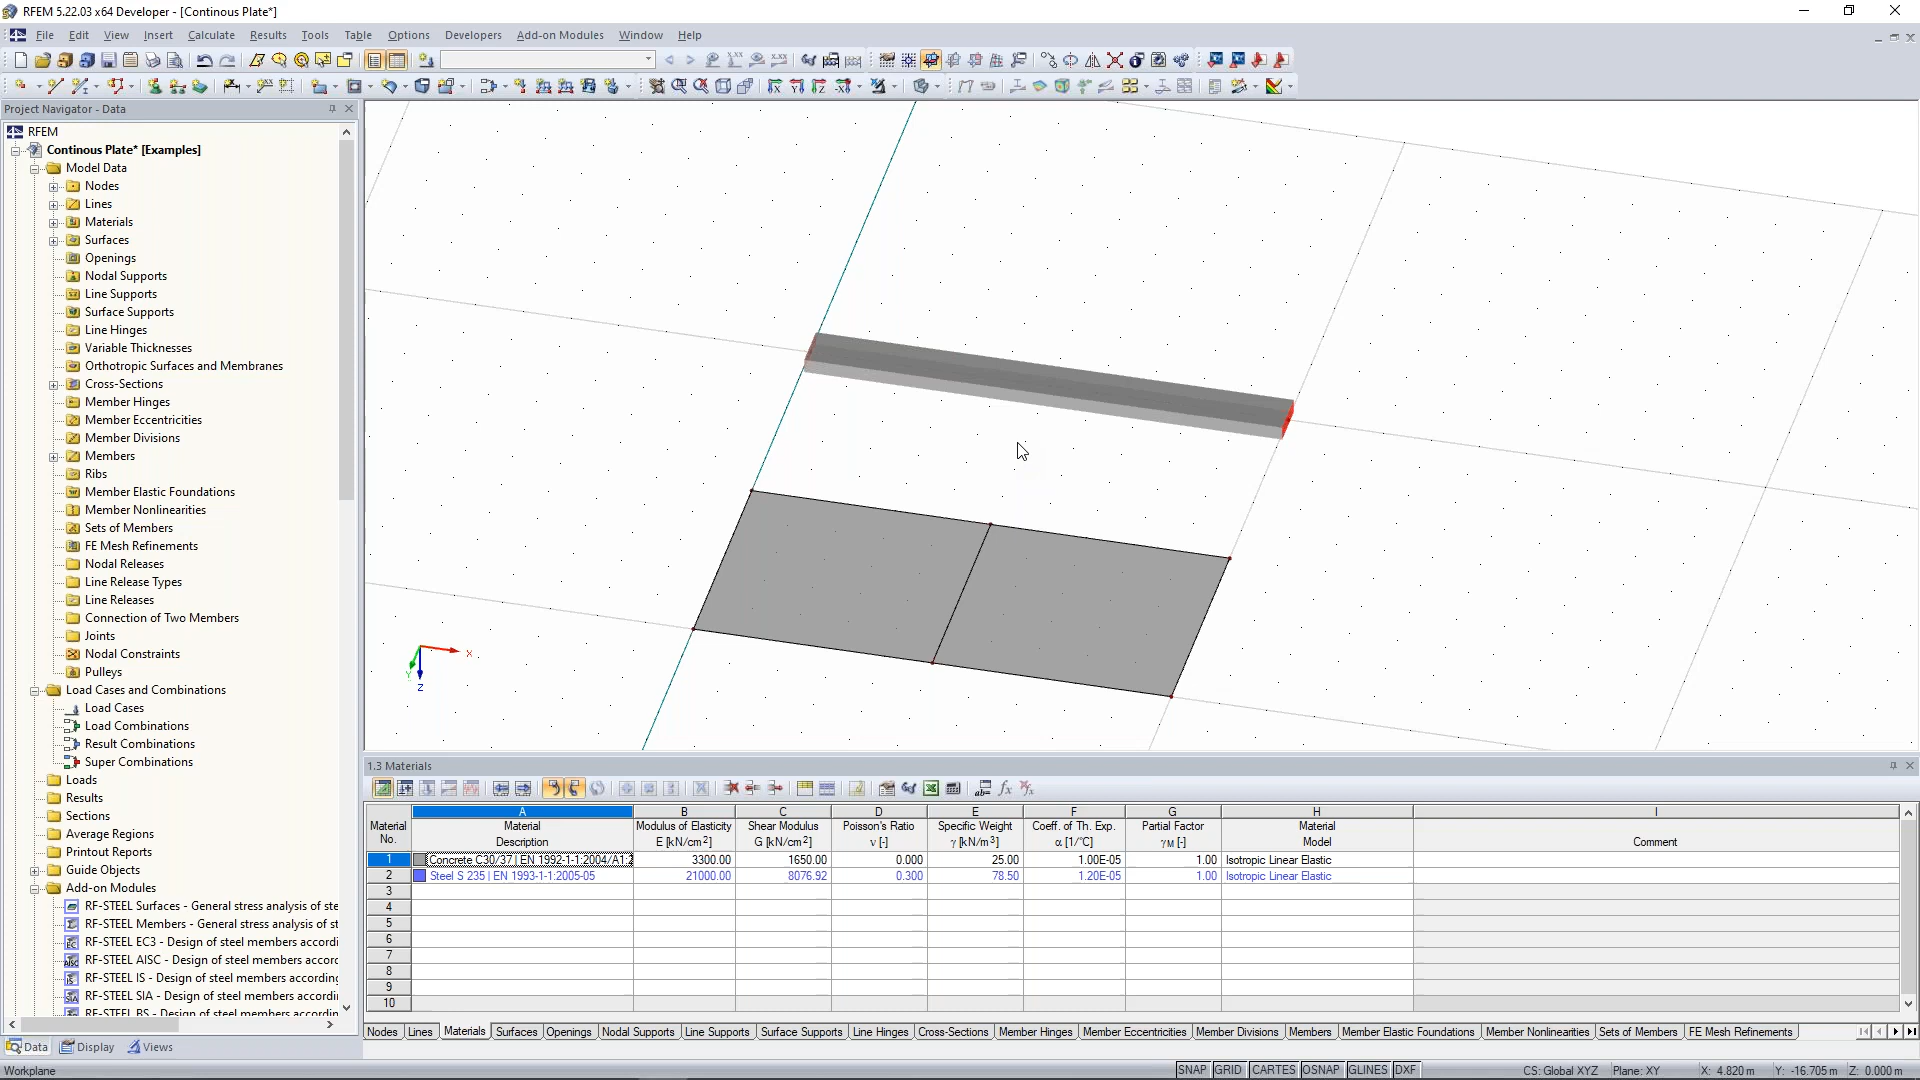 RFEM 5.22.03 x64 Developer - [Continous Plate*]
File Edit View Insert Calculate Results Tools Table Options Developers Add-on Modules Window Help
Project Navigator - Data
RFEM
Continous Plate* [Examples]
Model Data
Nodes
Lines
Materials
Surfaces
Openings
Nodal Supports
Line Supports
Surface Supports
Line Hinges
Variable Thicknesses
Orthotropic Surfaces and Membranes
Cross-Sections
Member Hinges
Member Eccentricities
Member Divisions
Members
Ribs
Member Elastic Foundations
Member Nonlinearities
Sets of Members
FE Mesh Refinements
Nodal Releases
Line Release Types
Line Releases
Connection of Two Members
Joints
Nodal Constraints
Pulleys
Load Cases and Combinations
Load Cases
Load Combinations
Result Combinations
Super Combinations
Loads
Results
Sections
Average Regions
Printout Reports
Guide Objects
Add-on Modules
RF-STEEL Surfaces - General stress analysis of ste
RF-STEEL Members - General stress analysis of st
RF-STEEL EC3 - Design of steel members accordi
RF-STEEL AISC - Design of steel members accorc
RF-STEEL IS - Design of steel members according
RF-STEEL SIA - Design of steel members accordi
RF-STEEL BS - Design of steel members accordin
Data Display Views
X
Y
Z
1.3 Materials
A B C D E F G H I
Material Material Modulus of Elasticity Shear Modulus Poisson's Ratio Specific Weight Coeff. of Th. Exp. Partial Factor Material
No. Description E [kN/cm2] G [kN/cm2] ν [-] γ [kN/m3] α [1/°C] γM [-] Model Comment
1 Concrete C30/37 | EN 1992-1-1:2004/A1:2 3300.00 1650.00 0.000 25.00 1.00E-05 1.00 Isotropic Linear Elastic
2 Steel S 235 | EN 1993-1-1:2005-05 21000.00 8076.92 0.300 78.50 1.20E-05 1.00 Isotropic Linear Elastic
3
4
5
6
7
8
9
10
Nodes Lines Materials Surfaces Openings Nodal Supports Line Supports Surface Supports Line Hinges Cross-Sections Member Hinges Member Eccentricities Member Divisions Members Member Elastic Foundations Member Nonlinearities Sets of Members FE Mesh Refinements
Workplane SNAP GRID CARTES OSNAP GLINES DXF CS: Global XYZ Plane: XY X: 4.820 m Y: -16.705 m Z: 0.000 m